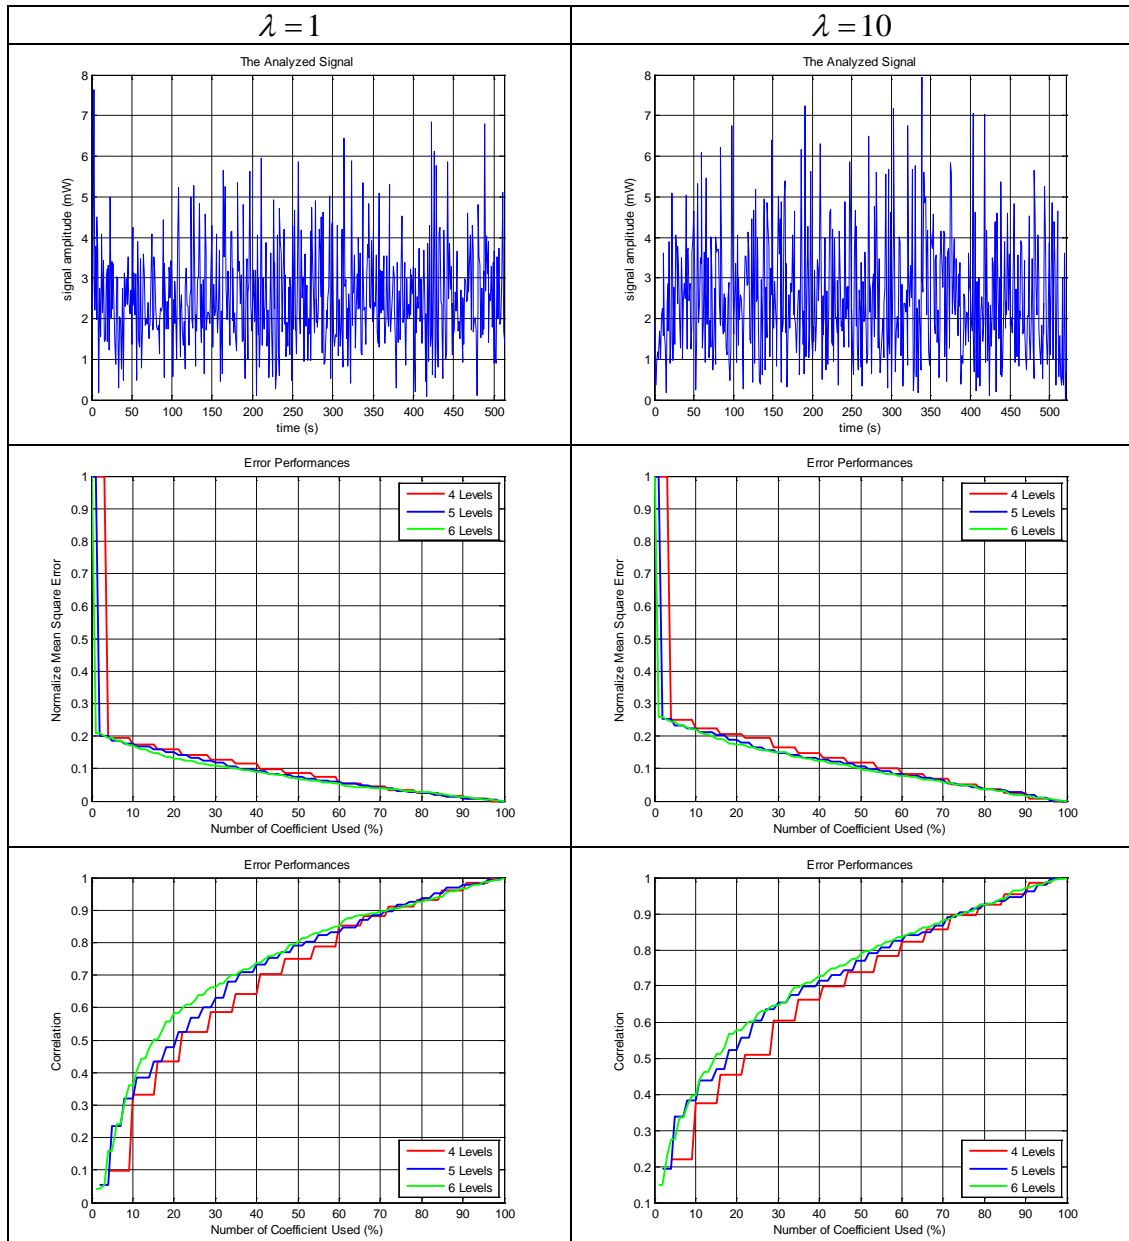 λ = 1
λ = 10
The Analyzed Signal
signal amplitude (mW)
8
7
6
5
4
3
2
1
0
0 50 100 150 200 250 300 350 400 450 500
time (s)
The Analyzed Signal
signal amplitude (mW)
8
7
6
5
4
3
2
1
0
0 50 100 150 200 250 300 350 400 450 500
time (s)
Error Performances
Normalize Mean Square Error
1
0.9
0.8
0.7
0.6
0.5
0.4
0.3
0.2
0.1
0
4 Levels
5 Levels
6 Levels
0 10 20 30 40 50 60 70 80 90 100
Number of Coefficient Used (%)
Error Performances
Normalize Mean Square Error
1
0.9
0.8
0.7
0.6
0.5
0.4
0.3
0.2
0.1
0
4 Levels
5 Levels
6 Levels
0 10 20 30 40 50 60 70 80 90 100
Number of Coefficient Used (%)
Error Performances
Correlation
1
0.9
0.8
0.7
0.6
0.5
0.4
0.3
0.2
0.1
0
4 Levels
5 Levels
6 Levels
0 10 20 30 40 50 60 70 80 90 100
Number of Coefficient Used (%)
Error Performances
Correlation
1
0.9
0.8
0.7
0.6
0.5
0.4
0.3
0.2
0.1
4 Levels
5 Levels
6 Levels
0 10 20 30 40 50 60 70 80 90 100
Number of Coefficient Used (%)